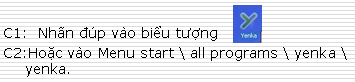 C1: Nhấn đúp vào biểu tượng
Yenka
C2:Hoặc vào Menu start \ all programs \ yenka \
yenka.